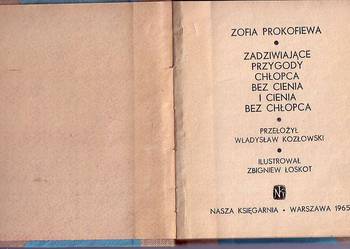 ZOFIA PROKOFIEWA
ZADZIWIAJĄCE
PRZYGODY
CHŁOPCA
BEZ CIENIA
I CIENIA
BEZ CHŁOPCA
PRZEŁOŻYŁ
WŁADYSŁAW KOZŁOWSKI
ILUSTROWAŁ
ZBIGNIEW ŁOSKOT
NK
NASZA KSIĘGARNIA • WARSZAWA 1965